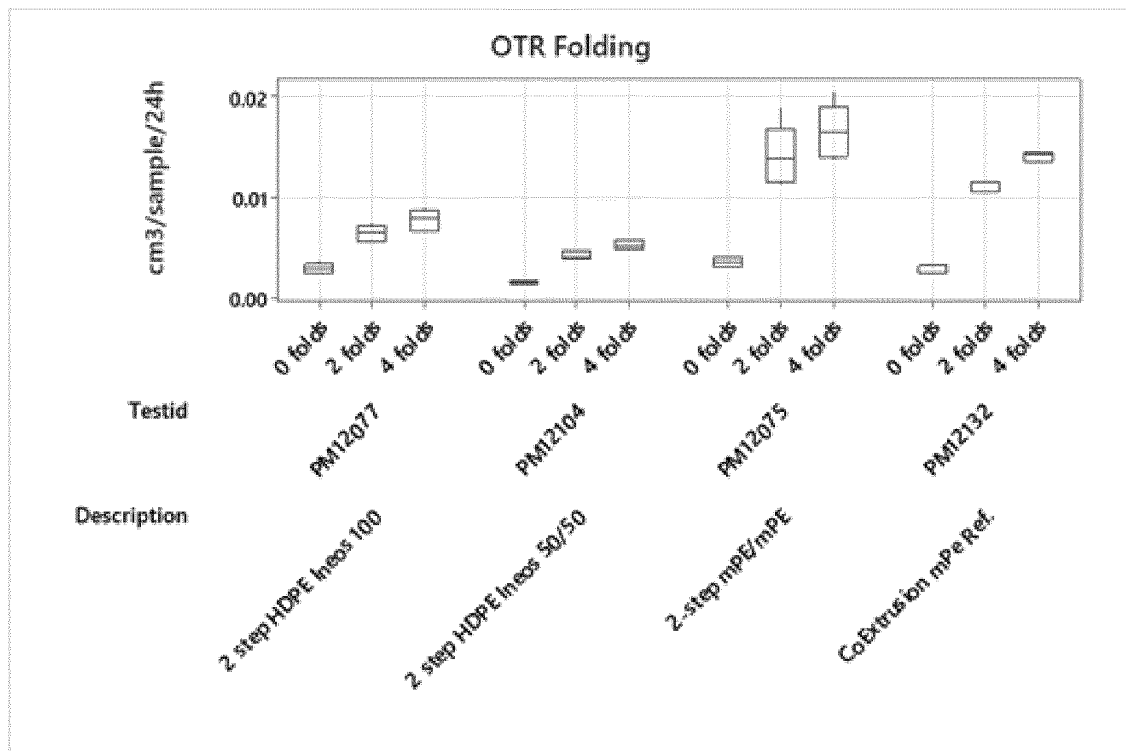 OTR Folding
cm3/sample/24h
0.02
0.01
0.00
0 folds
2 folds
4 folds
0 folds
2 folds
4 folds
0 folds
2 folds
4 folds
0 folds
2 folds
4 folds
Testid
PM12077
PM12104
PM12075
PM12132
Description
2 step HDPE Ineos 100
2 step HDPE Ineos 50/50
2-step mPE/mPE
CoExtrusion mPe Ref.